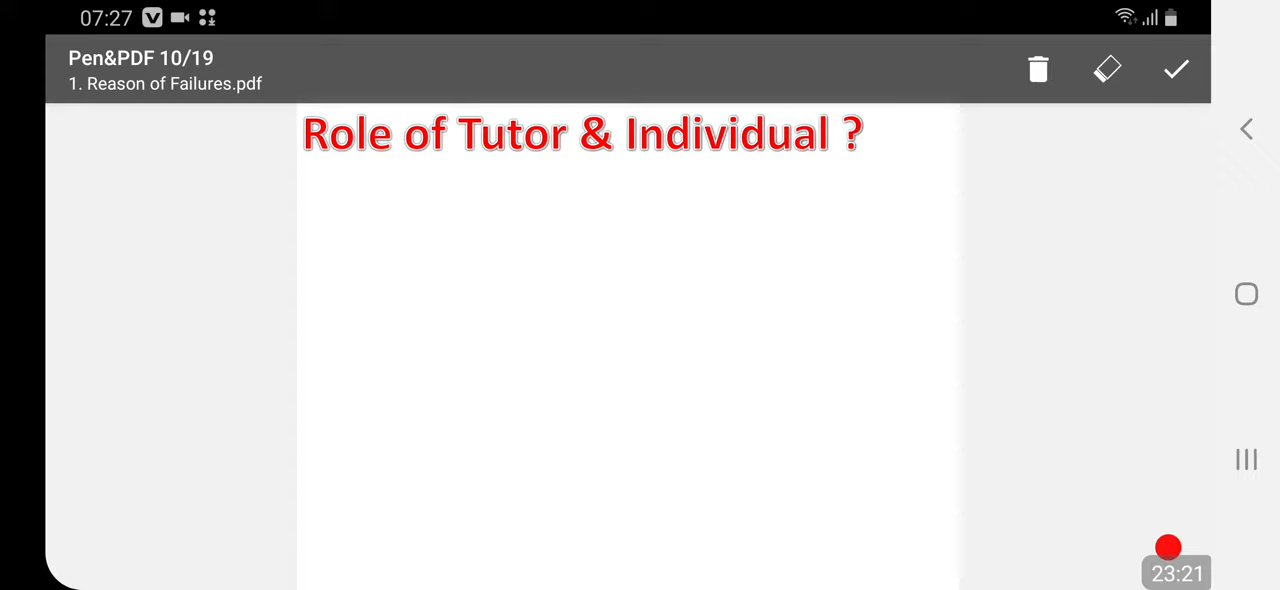 07:27
Pen&PDF 10/19
1. Reason of Failures.pdf
Role of Tutor & Individual ?
23:21